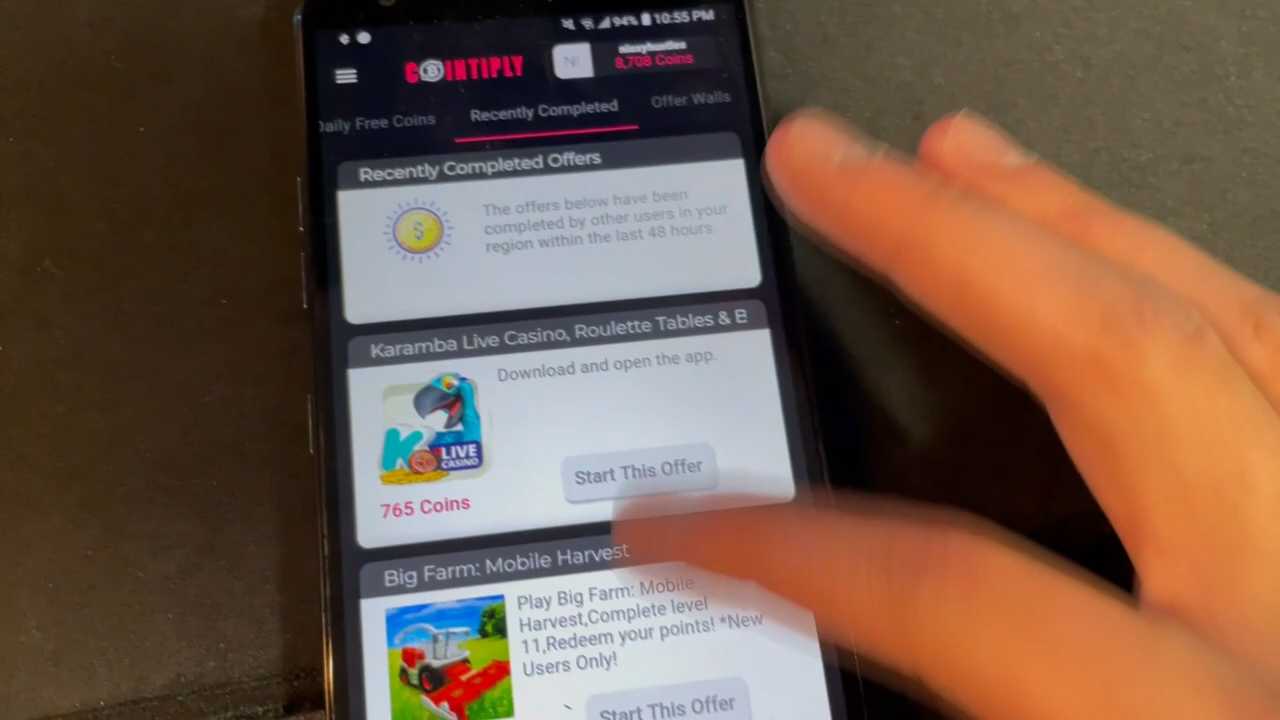 94% 10:55 PM
COINTIPLY
NI
nickyhustles
8,708 Coins
Daily Free Coins
Recently Completed
Offer Walls
Recently Completed Offers
$
The offers below have been
completed by other users in your
region within the last 48 hours.
Karamba Live Casino, Roulette Tables & B
Download and open the app.
K
LIVE
CASINO
765 Coins
Start This Offer
Big Farm: Mobile Harvest
Play Big Farm: Mobile
Harvest,Complete level
11,Redeem your points! *New
Users Only!
Start This Offer